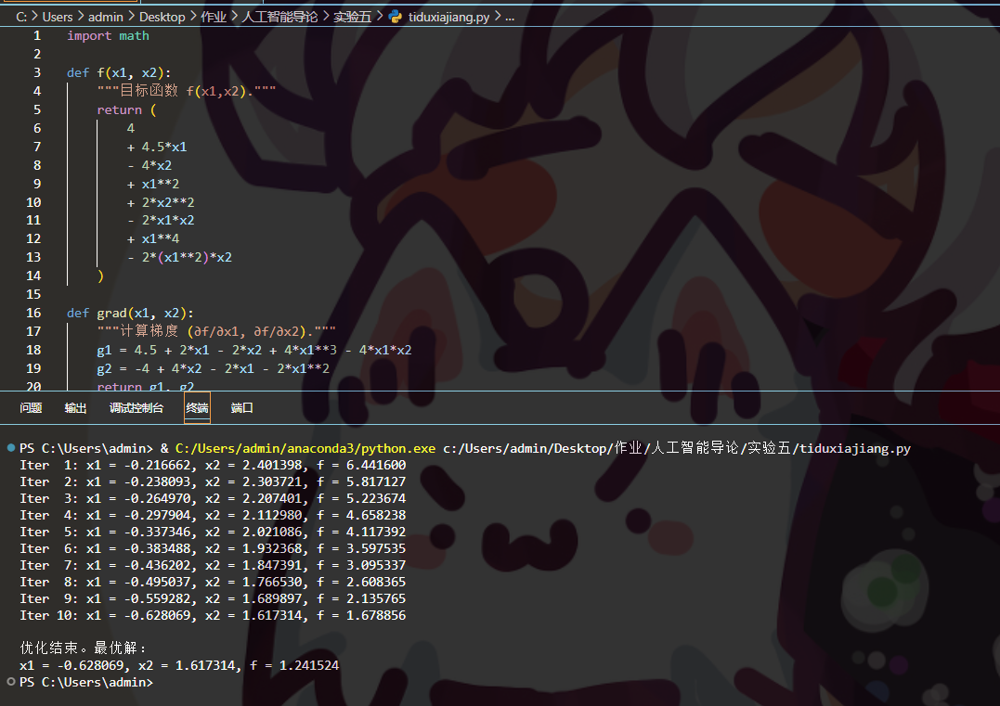 C: > Users > admin > Desktop > 作业 > 人工智能导论 > 实验五 > tiduxiajiang.py > ...
1 import math
2
3 def f(x1, x2):
4 """目标函数 f(x1,x2)."""
5 return (
6 4
7 + 4.5*x1
8 - 4*x2
9 + x1**2
10 + 2*x2**2
11 - 2*x1*x2
12 + x1**4
13 - 2*(x1**2)*x2
14 )
15
16 def grad(x1, x2):
17 """计算梯度 (∂f/∂x1, ∂f/∂x2)."""
18 g1 = 4.5 + 2*x1 - 2*x2 + 4*x1**3 - 4*x1*x2
19 g2 = -4 + 4*x2 - 2*x1 - 2*x1**2
20 return g1, g2
问题 输出 调试控制台 终端 端口
PS C:\Users\admin> & C:/Users/admin/anaconda3/python.exe c:/Users/admin/Desktop/作业/人工智能导论/实验五/tiduxiajiang.py
Iter  1: x1 = -0.216662, x2 = 2.401398, f = 6.441600
Iter  2: x1 = -0.238093, x2 = 2.303721, f = 5.817127
Iter  3: x1 = -0.264970, x2 = 2.207401, f = 5.223674
Iter  4: x1 = -0.297904, x2 = 2.112980, f = 4.658238
Iter  5: x1 = -0.337346, x2 = 2.021086, f = 4.117392
Iter  6: x1 = -0.383488, x2 = 1.932368, f = 3.597535
Iter  7: x1 = -0.436202, x2 = 1.847391, f = 3.095337
Iter  8: x1 = -0.495037, x2 = 1.766530, f = 2.608365
Iter  9: x1 = -0.559282, x2 = 1.689897, f = 2.135765
Iter 10: x1 = -0.628069, x2 = 1.617314, f = 1.678856
优化结束。最优解:
x1 = -0.628069, x2 = 1.617314, f = 1.241524
PS C:\Users\admin>